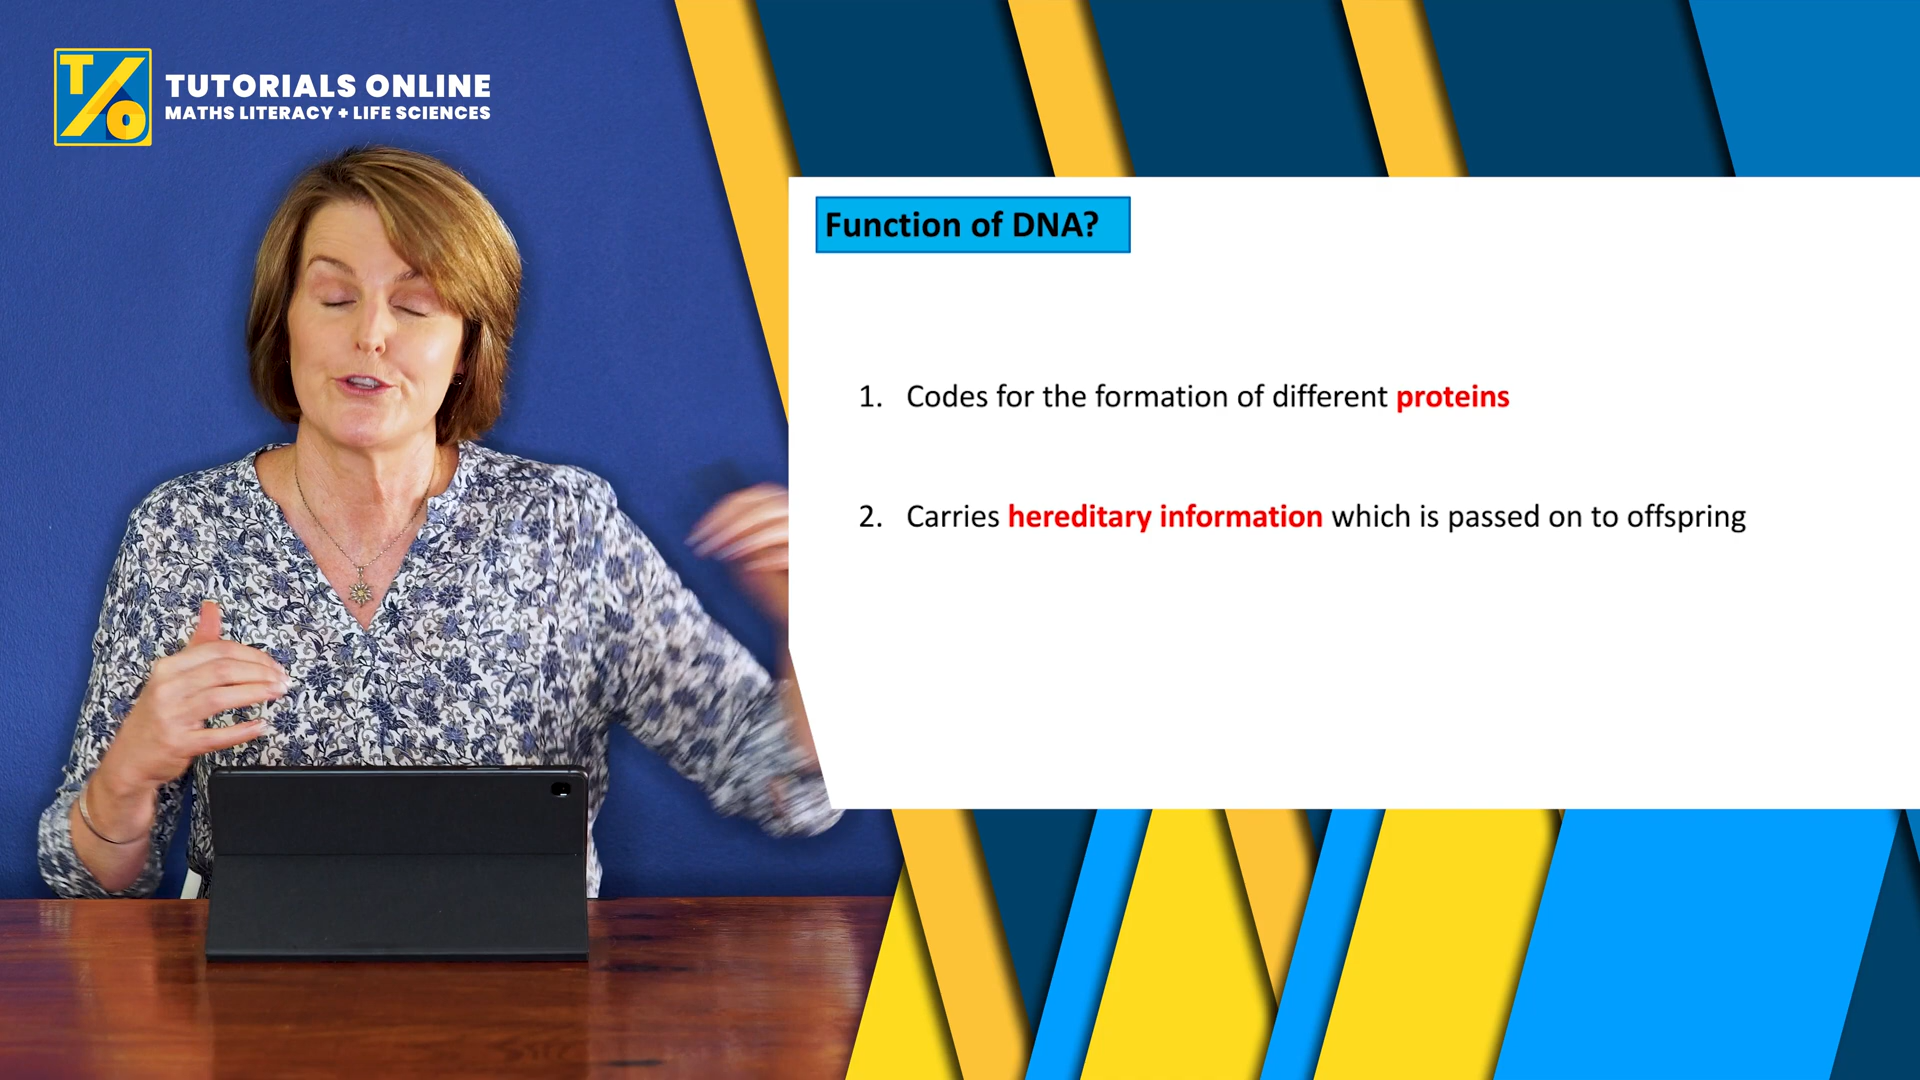 T/O
TUTORIALS ONLINE
MATHS LITERACY + LIFE SCIENCES
Function of DNA?
1. Codes for the formation of different proteins
2. Carries hereditary information which is passed on to offspring